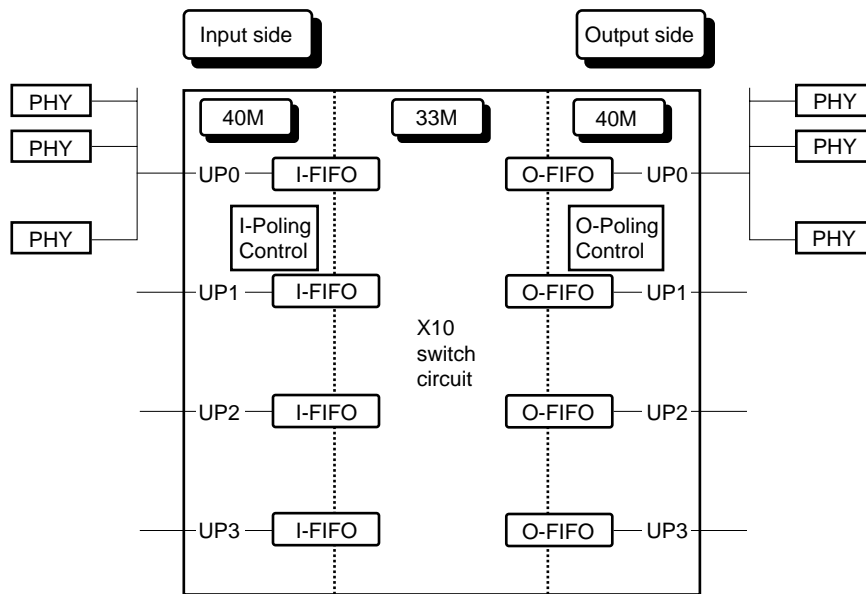 Input side
Output side
PHY
PHY
40M
33M
40M
PHY
PHY
UP0
I-FIFO
O-FIFO
UP0
PHY
I-Poling
Control
O-Poling
Control
PHY
UP1
I-FIFO
O-FIFO
UP1
X10
switch
circuit
UP2
I-FIFO
O-FIFO
UP2
UP3
I-FIFO
O-FIFO
UP3